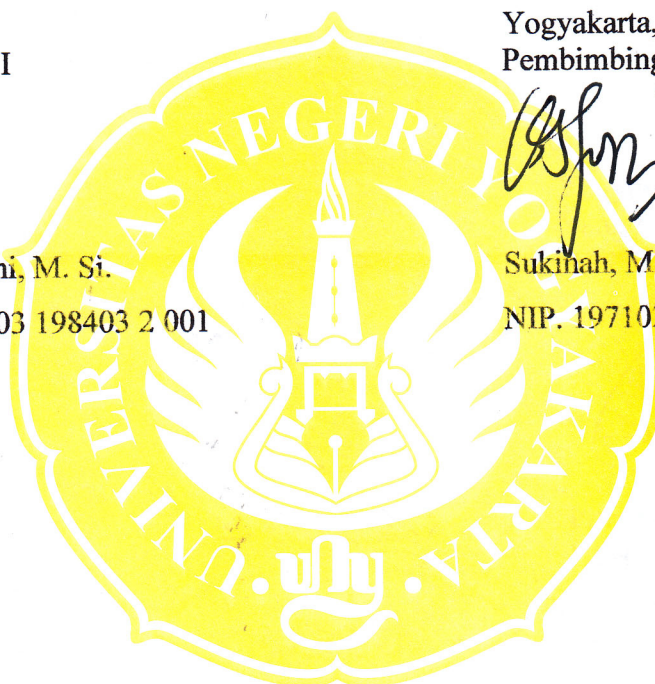 Yogyakarta,
I
Pembimbing
ni, M. Si.
Sukinah, M
03 198403 2 001
NIP. 19710
UNIVERSITAS NEGERI YOGYAKARTA
uny